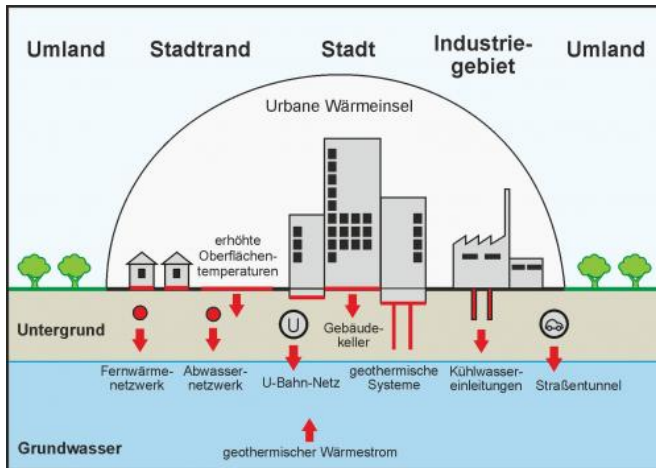 Umland
Stadtrand
Stadt
Industrie-
gebiet
Umland
Urbane Wärmeinsel
erhöhte
Oberflächen-
temperaturen
Untergrund
U
Gebäude-
keller
Fernwärme-
netzwerk
Abwasser-
netzwerk
U-Bahn-Netz
geothermische
Systeme
Kühlwasser-
einleitungen
Straßentunnel
Grundwasser
geothermischer Wärmestrom